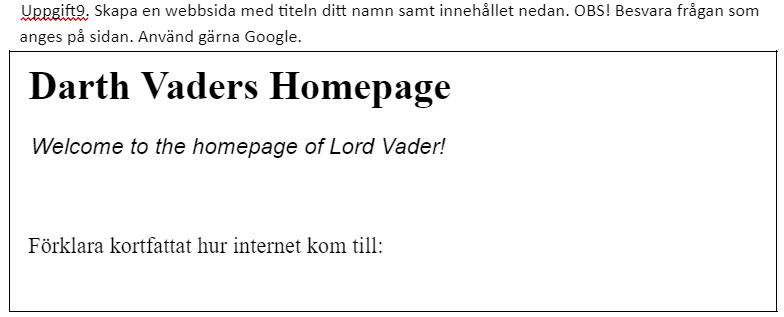 Uppgift9. Skapa en webbsida med titeln ditt namn samt innehållet nedan. OBS! Besvara frågan som
anges på sidan. Använd gärna Google.
Darth Vaders Homepage
Welcome to the homepage of Lord Vader!
Förklara kortfattat hur internet kom till: